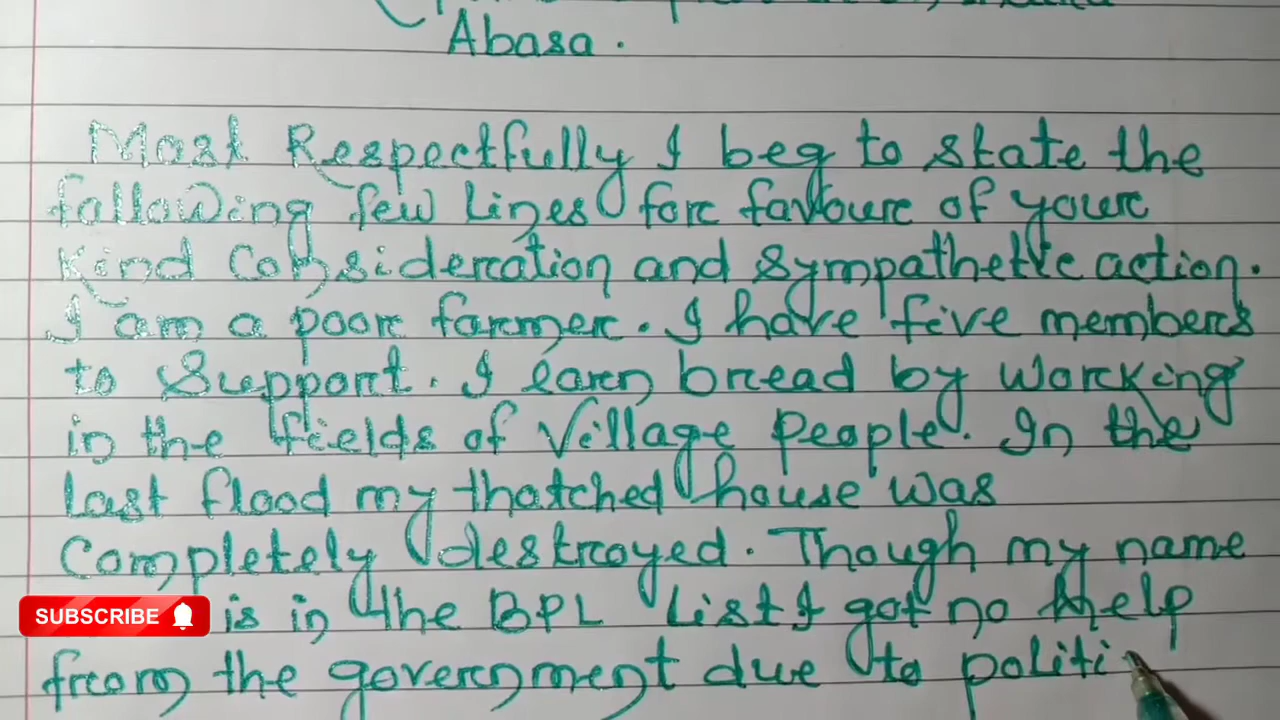 Abasa.
Most Respectfully I beg to state the
following few lines for favour of your
kind consideration and sympathetic action.
I am a poor farmer. I have five members
to support. I earn bread by working
in the fields of village people. In the
last flood my thatched house was
completely destroyed. Though my name
SUBSCRIBE
is in the BPL list I got no help
from the government due to politi